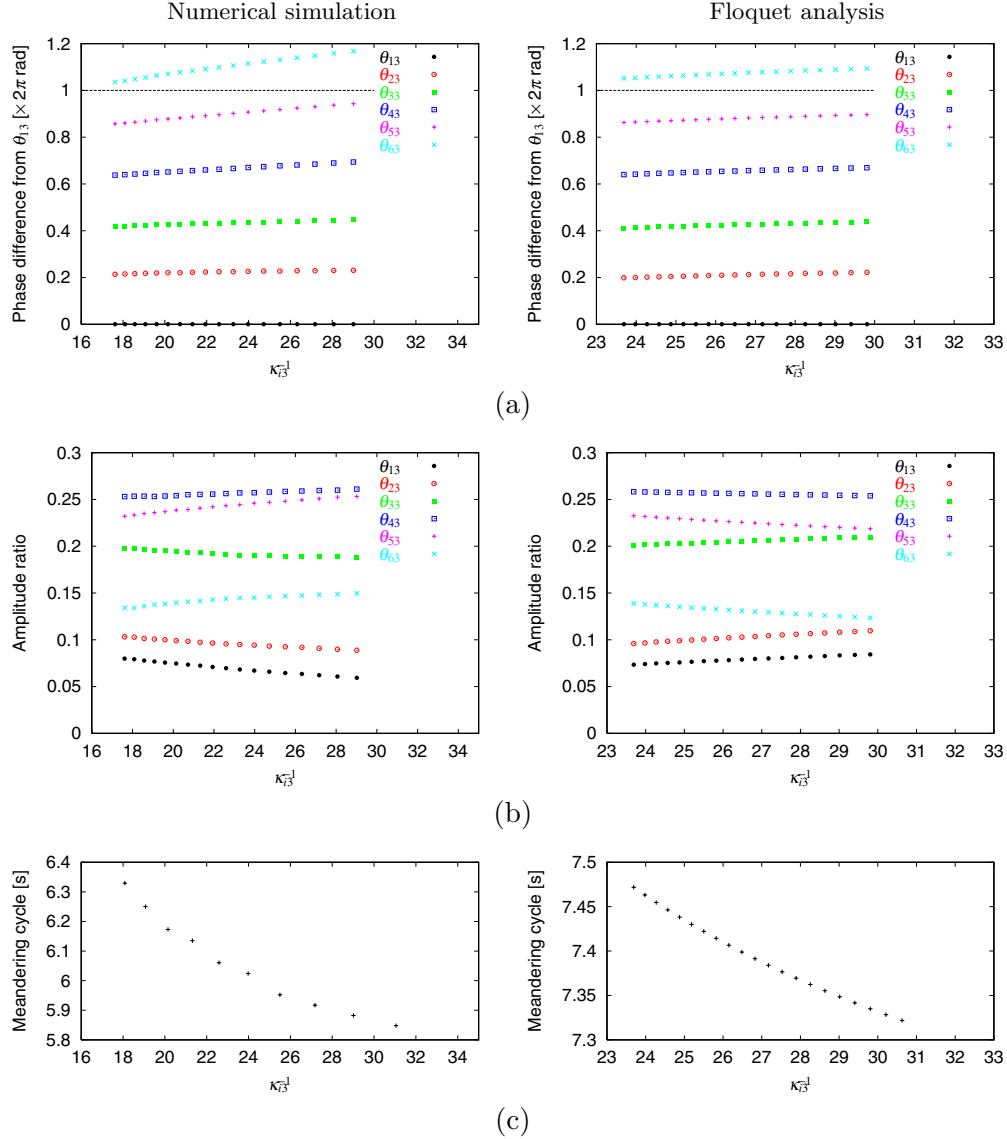 Numerical simulation
Floquet analysis
Phase difference from θ13 [× 2π rad]
1.2
1
0.8
0.6
0.4
0.2
0
16 18 20 22 24 26 28 30 32 34
κi3^-1
θ13
θ23
θ33
θ43
θ53
θ63
Phase difference from θ13 [× 2π rad]
1.2
1
0.8
0.6
0.4
0.2
0
23 24 25 26 27 28 29 30 31 32 33
κi3^-1
θ13
θ23
θ33
θ43
θ53
θ63
(a)
Amplitude ratio
0.3
0.25
0.2
0.15
0.1
0.05
0
16 18 20 22 24 26 28 30 32 34
κi3^-1
θ13
θ23
θ33
θ43
θ53
θ63
Amplitude ratio
0.3
0.25
0.2
0.15
0.1
0.05
0
23 24 25 26 27 28 29 30 31 32 33
κi3^-1
θ13
θ23
θ33
θ43
θ53
θ63
(b)
Meandering cycle [s]
6.4
6.3
6.2
6.1
6
5.9
5.8
16 18 20 22 24 26 28 30 32 34
κi3^-1
Meandering cycle [s]
7.5
7.45
7.4
7.35
7.3
23 24 25 26 27 28 29 30 31 32 33
κi3^-1
(c)